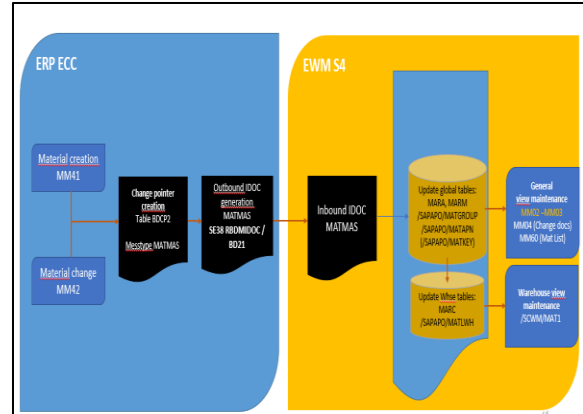 ERP ECC
Material creation
MM41
Material change
MM42
Change pointer
creation
Table BDCP2
Messtype MATMAS
Outbound IDOC
generation
MATMAS
SE38 RBDMIDOC /
BD21
EWM S4
Inbound IDOC
MATMAS
Update global tables:
MARA, MARM
/SAPAPO/MATGROUP
/SAPAPO/MATAPN
[/SAPAPO/MATKEY)
Update Whse tables:
MARC
/SAPAPO/MATLWH
General
view maintenance
MM02 –MM03
MM04 (Change docs)
MM60 (Mat List)
Warehouse view
maintenance
/SCWM/MAT1